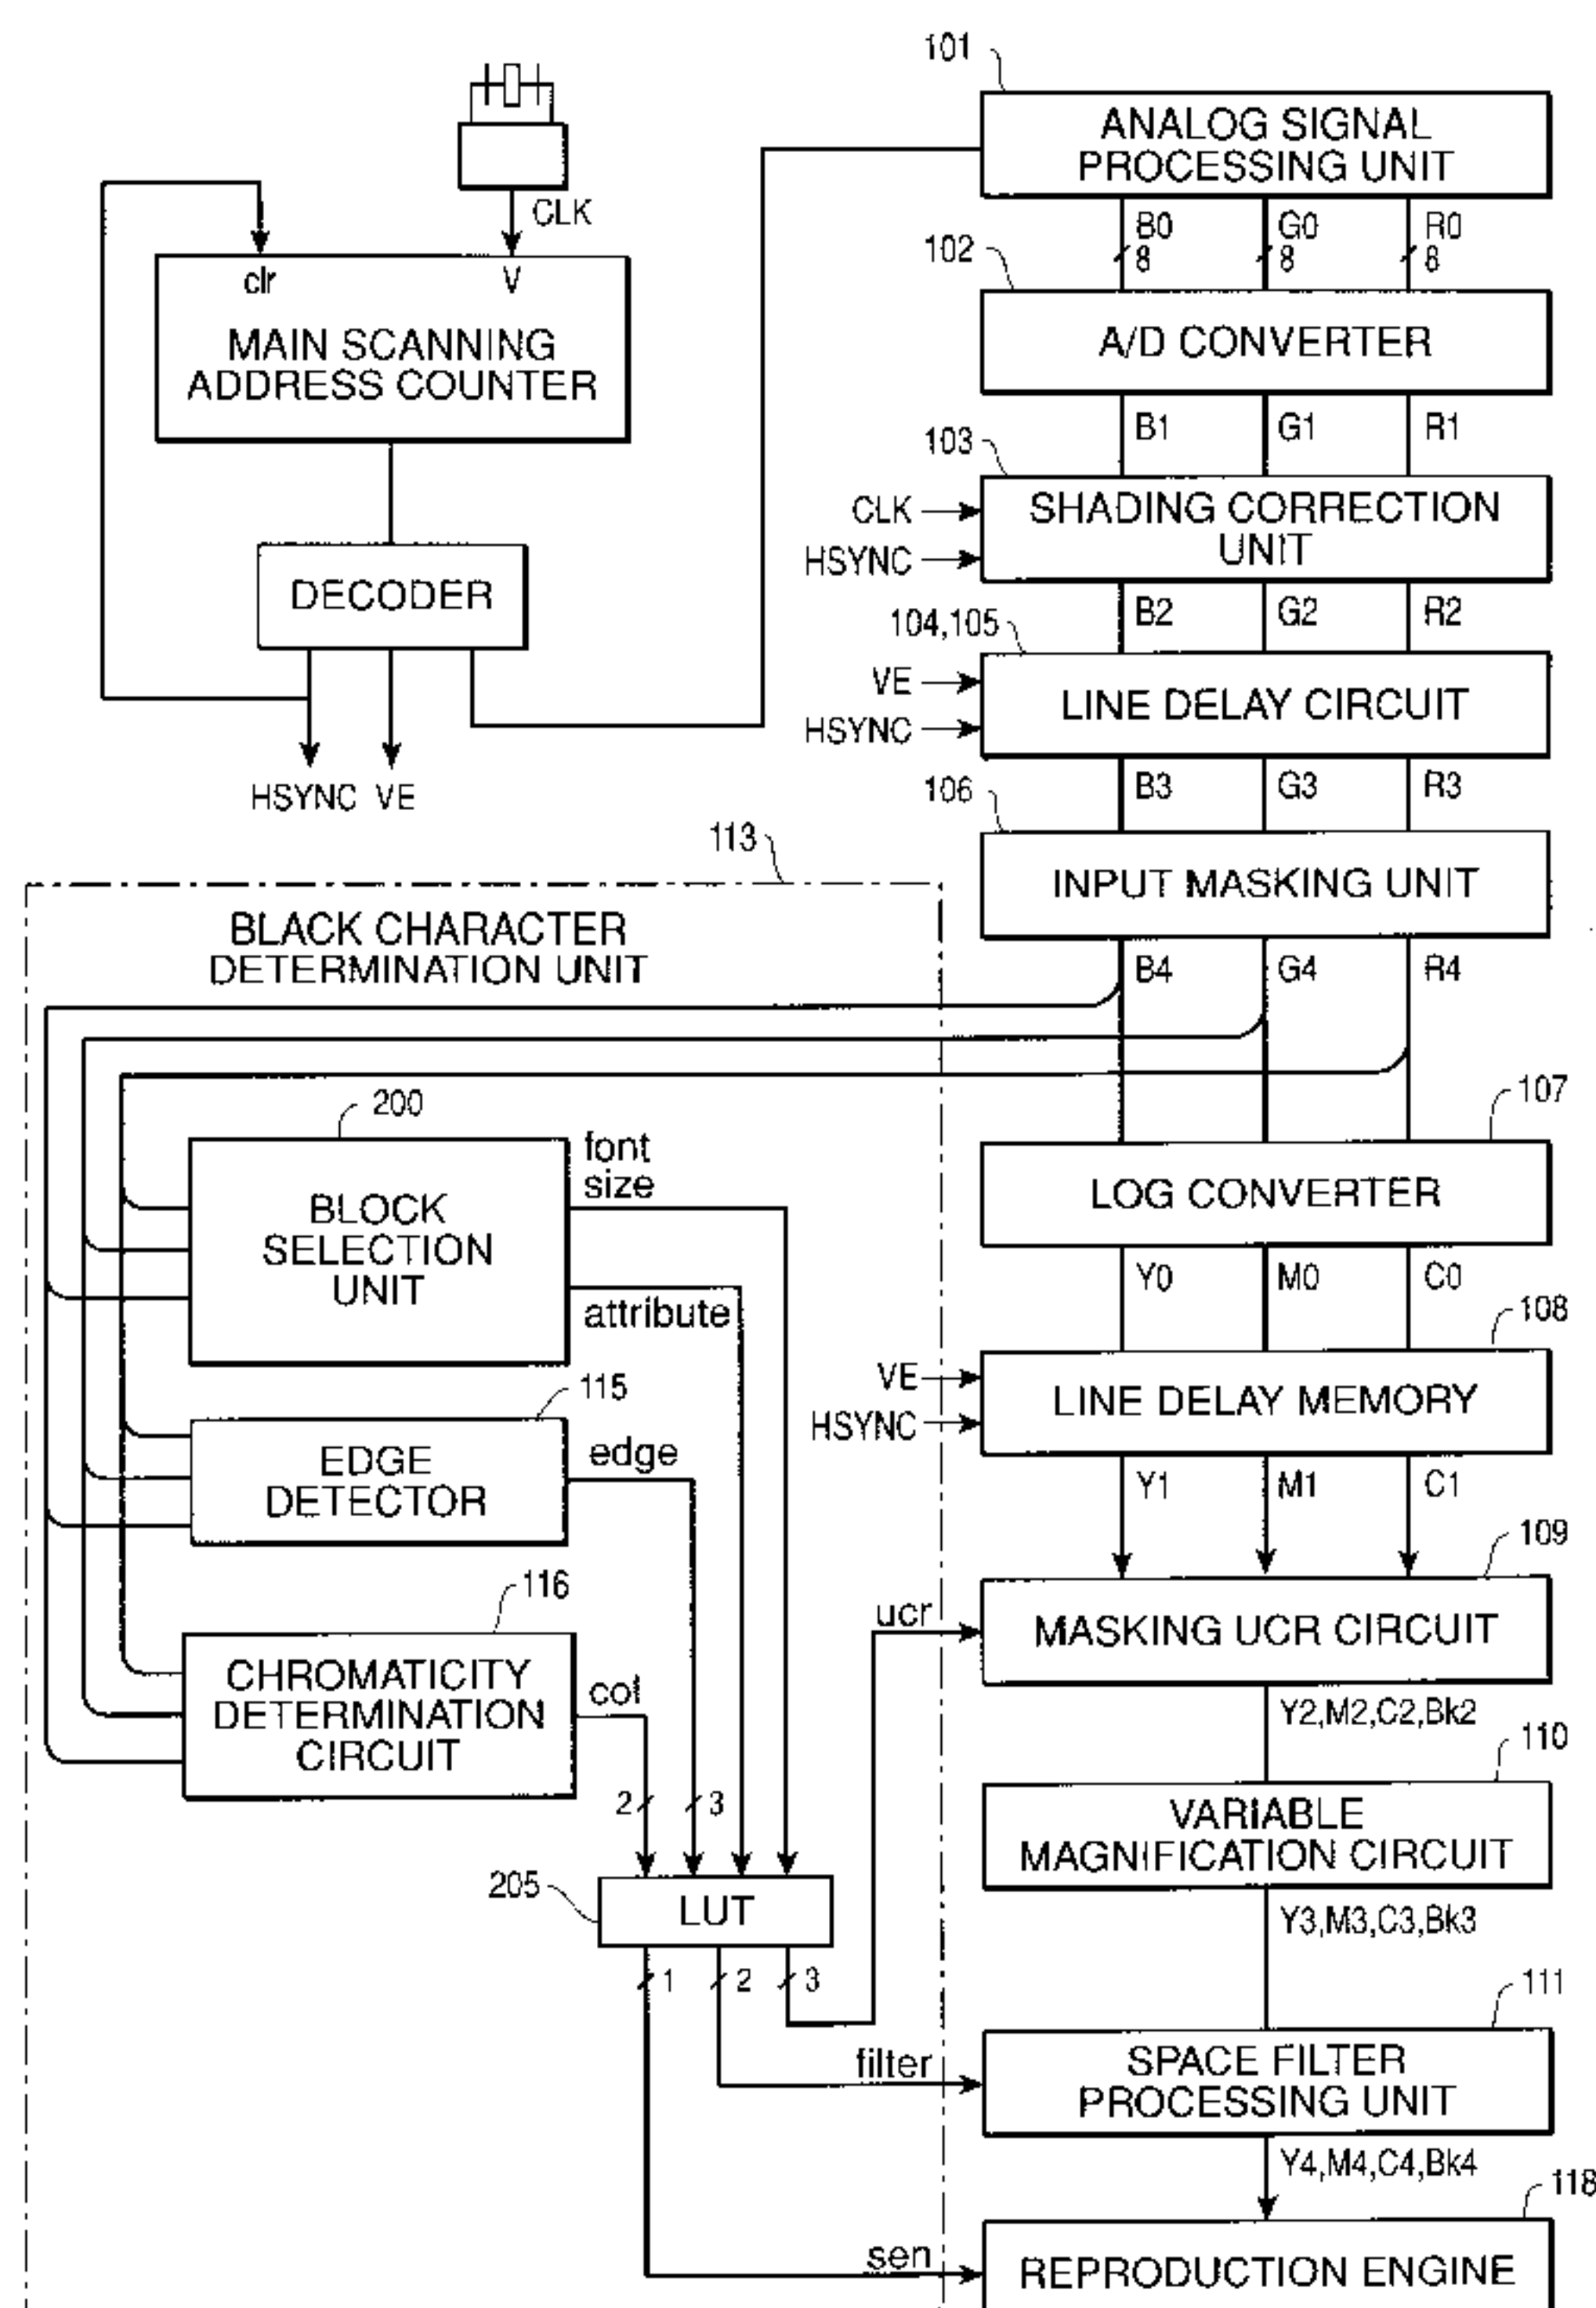 CLK
clr
V
MAIN SCANNING
ADDRESS COUNTER
DECODER
HSYNC VE
101
ANALOG SIGNAL
PROCESSING UNIT
B0 G0 R0
8 8 8
102
A/D CONVERTER
B1 G1 R1
103
CLK
HSYNC
SHADING CORRECTION
UNIT
B2 G2 R2
104,105
VE
HSYNC
LINE DELAY CIRCUIT
B3 G3 R3
106
INPUT MASKING UNIT
B4 G4 R4
113
BLACK CHARACTER
DETERMINATION UNIT
200
BLOCK
SELECTION
UNIT
font
size
attribute
115
EDGE
DETECTOR
edge
116
CHROMATICITY
DETERMINATION
CIRCUIT
col
2 3
205
LUT
1 2 3
107
LOG CONVERTER
Y0 M0 C0
108
VE
HSYNC
LINE DELAY MEMORY
Y1 M1 C1
109
ucr
MASKING UCR CIRCUIT
Y2,M2,C2,Bk2
110
VARIABLE
MAGNIFICATION CIRCUIT
Y3,M3,C3,Bk3
111
filter
SPACE FILTER
PROCESSING UNIT
Y4,M4,C4,Bk4
118
sen
REPRODUCTION ENGINE